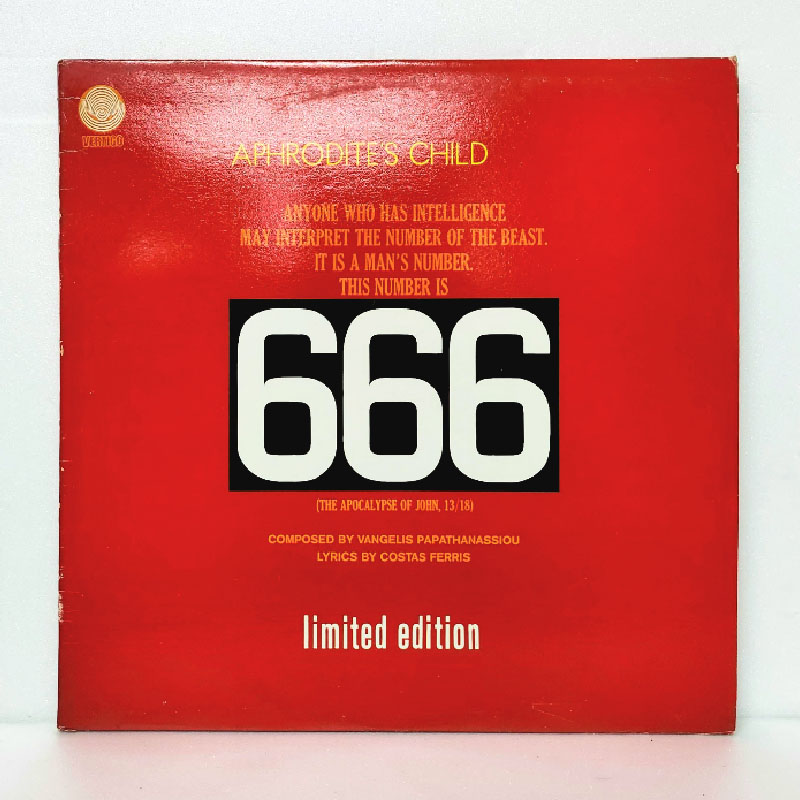 VERTIGO
APHRODITE'S CHILD
ANYONE WHO HAS INTELLIGENCE
MAY INTERPRET THE NUMBER OF THE BEAST.
IT IS A MAN'S NUMBER.
THIS NUMBER IS
666
(THE APOCALYPSE OF JOHN, 13/18)
COMPOSED BY VANGELIS PAPATHANASSIOU
LYRICS BY COSTAS FERRIS
limited edition